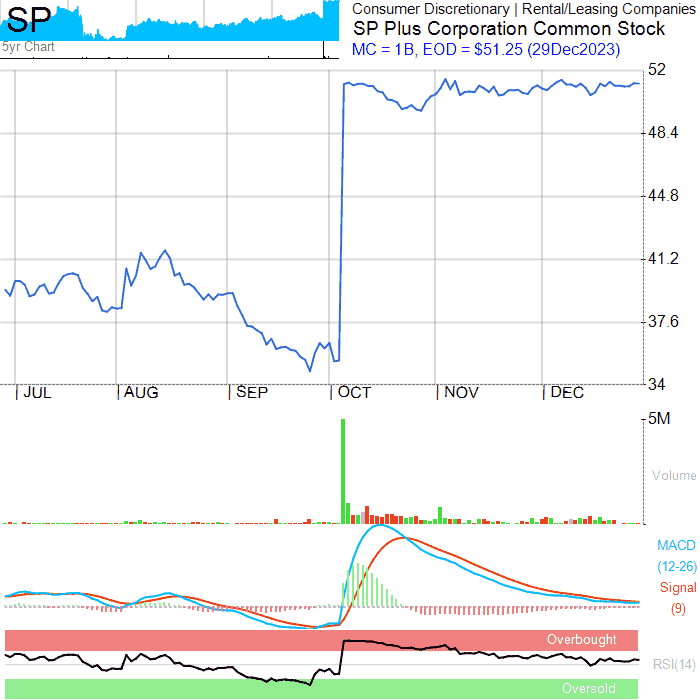 SP
5yr Chart
Consumer Discretionary | Rental/Leasing Companies
SP Plus Corporation Common Stock
MC = 1B, EOD = $51.25 (29Dec2023)
52
48.4
44.8
41.2
37.6
34
| JUL | AUG | SEP | OCT | NOV | DEC
5M
Volume
MACD
(12-26)
Signal
(9)
Overbought
RSI(14)
Oversold